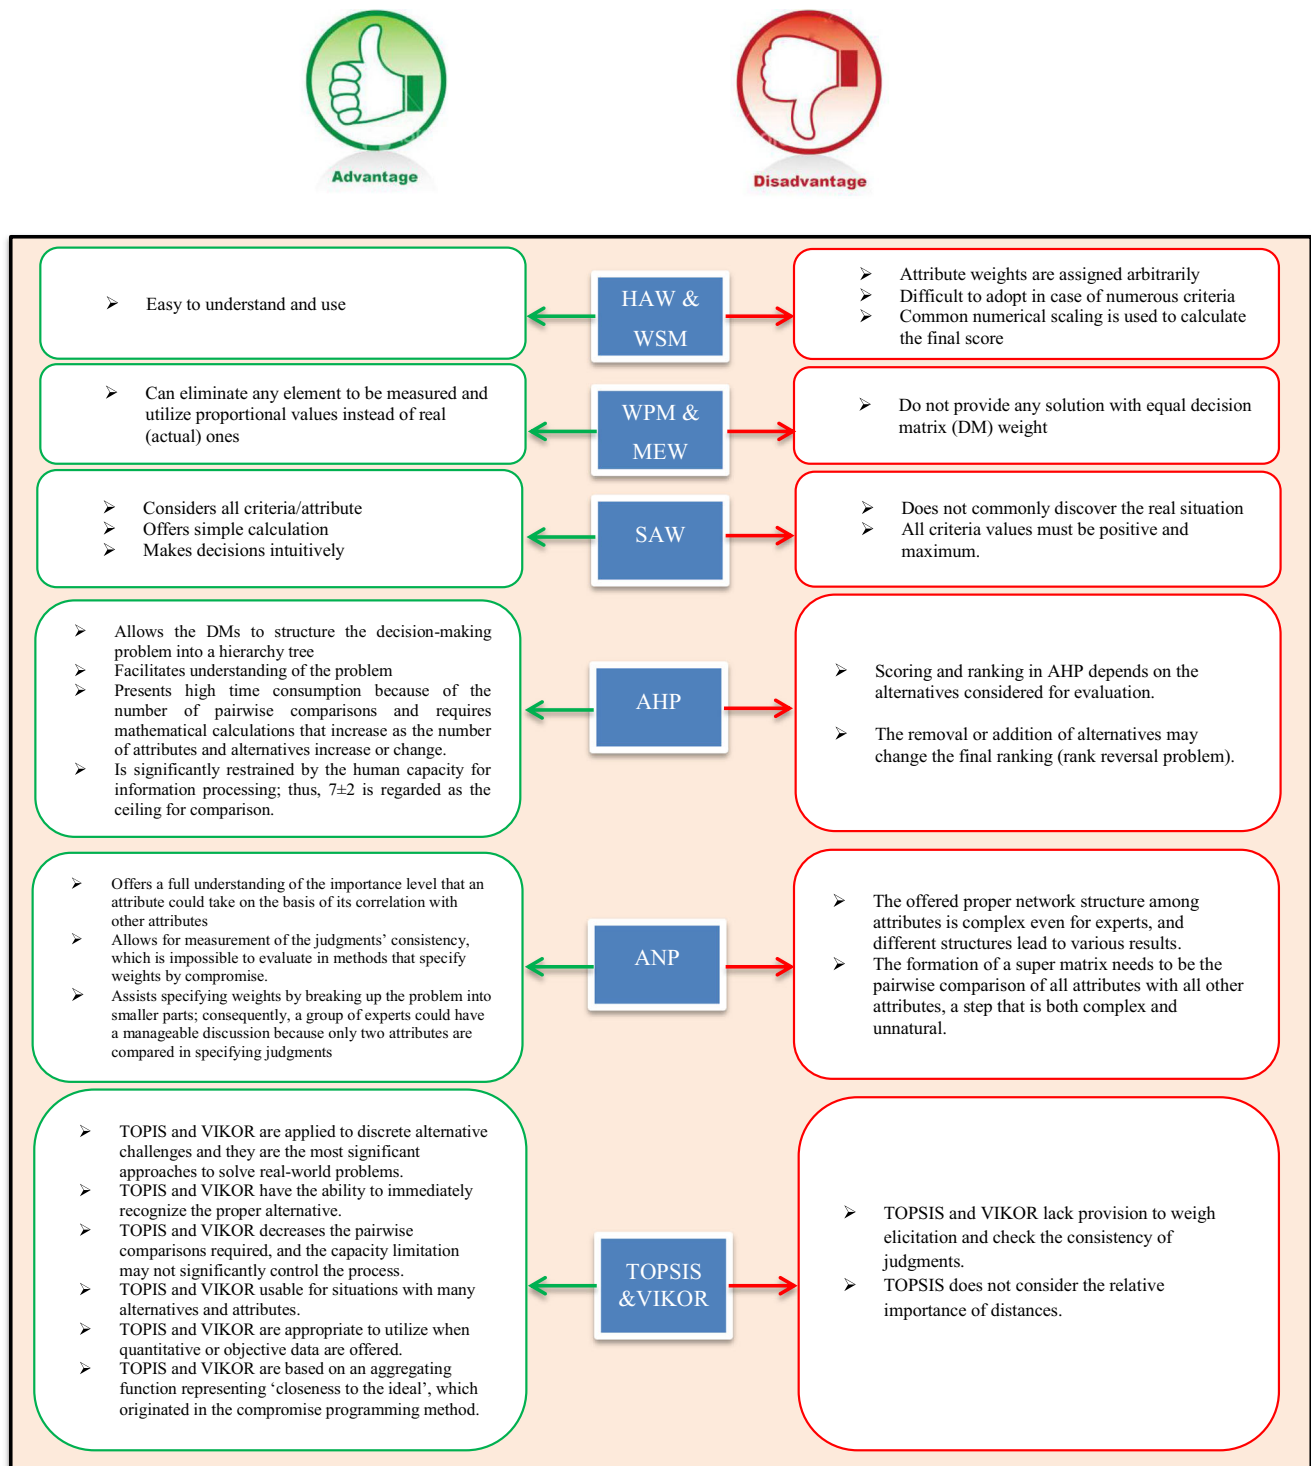 Advantage
Disadvantage
➢ Easy to understand and use
HAW &
WSM
➢ Attribute weights are assigned arbitrarily
➢ Difficult to adopt in case of numerous criteria
➢ Common numerical scaling is used to calculate
the final score
➢ Can eliminate any element to be measured and
utilize proportional values instead of real
(actual) ones
WPM &
MEW
➢ Do not provide any solution with equal decision
matrix (DM) weight
➢ Considers all criteria/attribute
➢ Offers simple calculation
➢ Makes decisions intuitively
SAW
➢ Does not commonly discover the real situation
➢ All criteria values must be positive and
maximum.
➢ Allows the DMs to structure the decision-making
problem into a hierarchy tree
➢ Facilitates understanding of the problem
➢ Presents high time consumption because of the
number of pairwise comparisons and requires
mathematical calculations that increase as the number
of attributes and alternatives increase or change.
➢ Is significantly restrained by the human capacity for
information processing; thus, 7±2 is regarded as the
ceiling for comparison.
AHP
➢ Scoring and ranking in AHP depends on the
alternatives considered for evaluation.
➢ The removal or addition of alternatives may
change the final ranking (rank reversal problem).
➢ Offers a full understanding of the importance level that an
attribute could take on the basis of its correlation with
other attributes
➢ Allows for measurement of the judgments' consistency,
which is impossible to evaluate in methods that specify
weights by compromise.
➢ Assists specifying weights by breaking up the problem into
smaller parts; consequently, a group of experts could have
a manageable discussion because only two attributes are
compared in specifying judgments
ANP
➢ The offered proper network structure among
attributes is complex even for experts, and
different structures lead to various results.
➢ The formation of a super matrix needs to be the
pairwise comparison of all attributes with all other
attributes, a step that is both complex and
unnatural.
➢ TOPIS and VIKOR are applied to discrete alternative
challenges and they are the most significant
approaches to solve real-world problems.
➢ TOPIS and VIKOR have the ability to immediately
recognize the proper alternative.
➢ TOPIS and VIKOR decreases the pairwise
comparisons required, and the capacity limitation
may not significantly control the process.
➢ TOPIS and VIKOR usable for situations with many
alternatives and attributes.
➢ TOPIS and VIKOR are appropriate to utilize when
quantitative or objective data are offered.
➢ TOPIS and VIKOR are based on an aggregating
function representing ‘closeness to the ideal’, which
originated in the compromise programming method.
TOPSIS
&VIKOR
➢ TOPSIS and VIKOR lack provision to weigh
elicitation and check the consistency of
judgments.
➢ TOPSIS does not consider the relative
importance of distances.